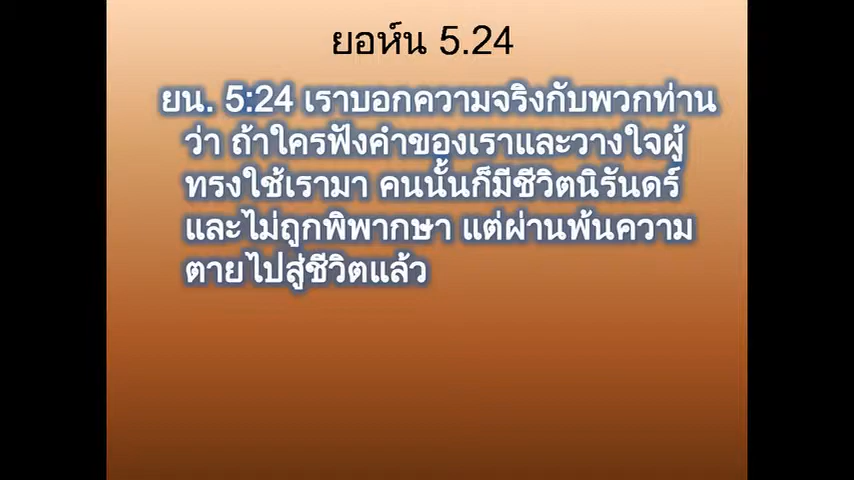 ยอห์น 5.24
ยน. 5:24 เราบอกความจริงกับพวกท่าน
ว่า ถ้าใครฟังคำของเราและวางใจผู้
ทรงใช้เรามา คนนั้นก็มีชีวิตนิรันดร์
และไม่ถูกพิพากษา แต่ผ่านพ้นความ
ตายไปสู่ชีวิตแล้ว